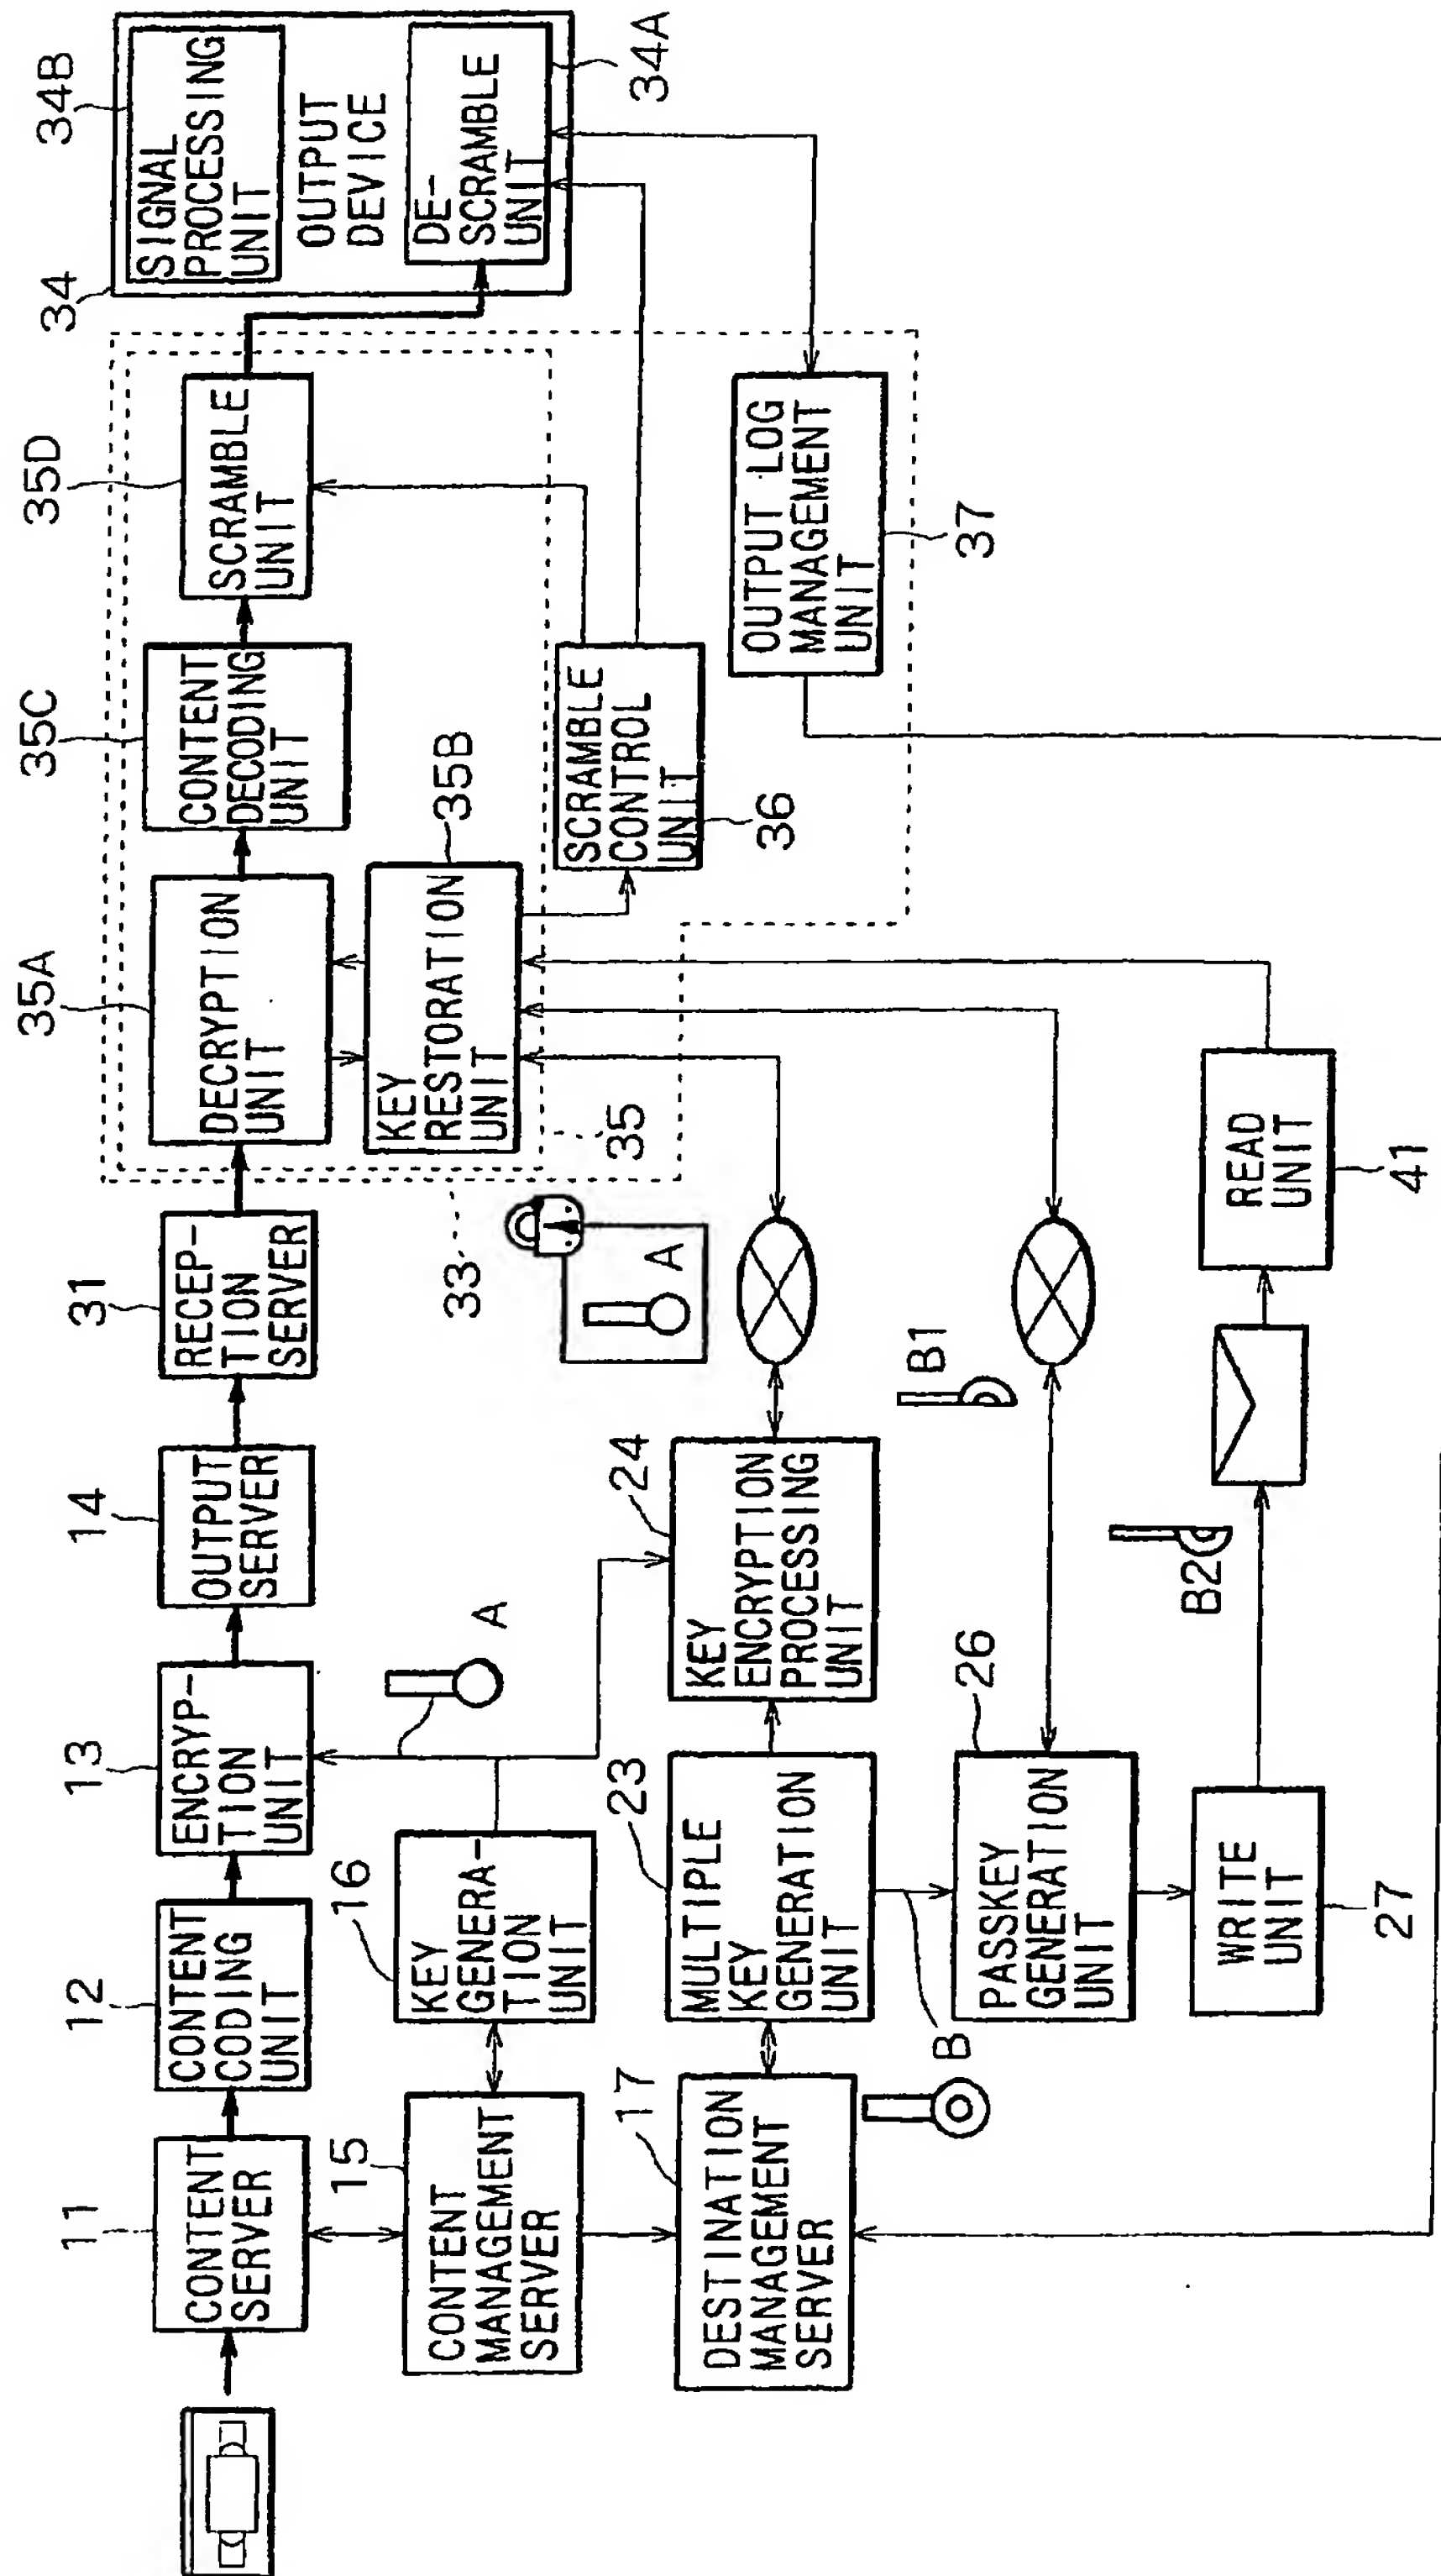 11
CONTENT
SERVER
12
CONTENT
CODING
UNIT
13
ENCRYP-
TION
UNIT
14
OUTPUT
SERVER
31
RECEP-
TION
SERVER
35A
DECRYPTION
UNIT
35C
CONTENT
DECODING
UNIT
35D
SCRAMBLE
UNIT
34
34B
SIGNAL
PROCESSING
UNIT
OUTPUT
DEVICE
DE-
SCRAMBLE
UNIT
34A
15
CONTENT
MANAGEMENT
SERVER
16
KEY
GENERA-
TION
UNIT
A
33
35
KEY
RESTORATION
UNIT
35B
SCRAMBLE
CONTROL
UNIT
36
OUTPUT LOG
MANAGEMENT
UNIT
37
17
DESTINATION
MANAGEMENT
SERVER
23
MULTIPLE
KEY
GENERATION
UNIT
24
KEY
ENCRYPTION
PROCESSING
UNIT
A
B
26
PASSKEY
GENERATION
UNIT
B1
27
WRITE
UNIT
B2
READ
UNIT
41